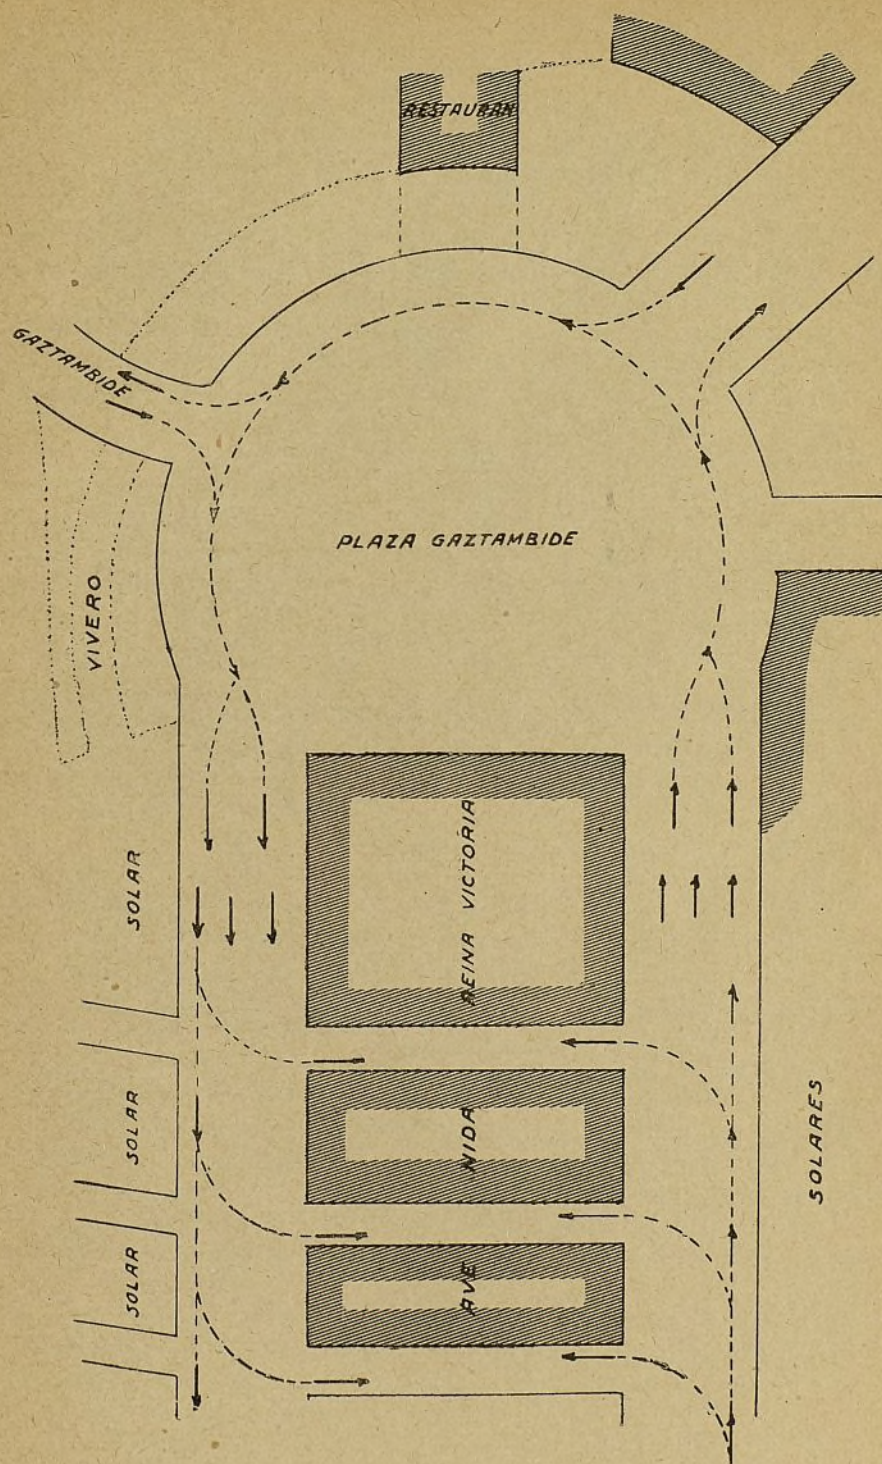 RESTAURAN
GAZTAMBIDE
PLAZA GAZTAMBIDE
VIVERO
SOLAR
SOLAR
SOLAR
AVE
NIDA
REINA VICTORIA
SOLARES